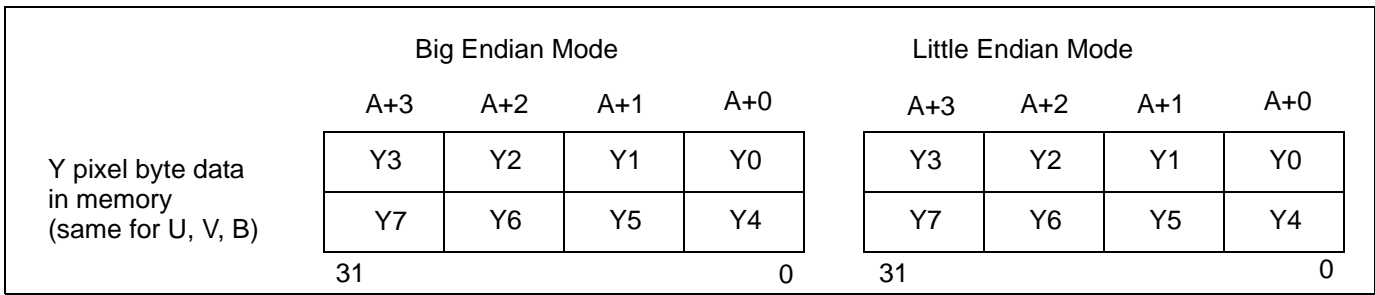 Big Endian Mode Little Endian Mode
A+3 A+2 A+1 A+0 A+3 A+2 A+1 A+0
Y3 Y2 Y1 Y0 Y3 Y2 Y1 Y0
Y pixel byte data
in memory
(same for U, V, B)
Y7 Y6 Y5 Y4 Y7 Y6 Y5 Y4
31 0 31 0